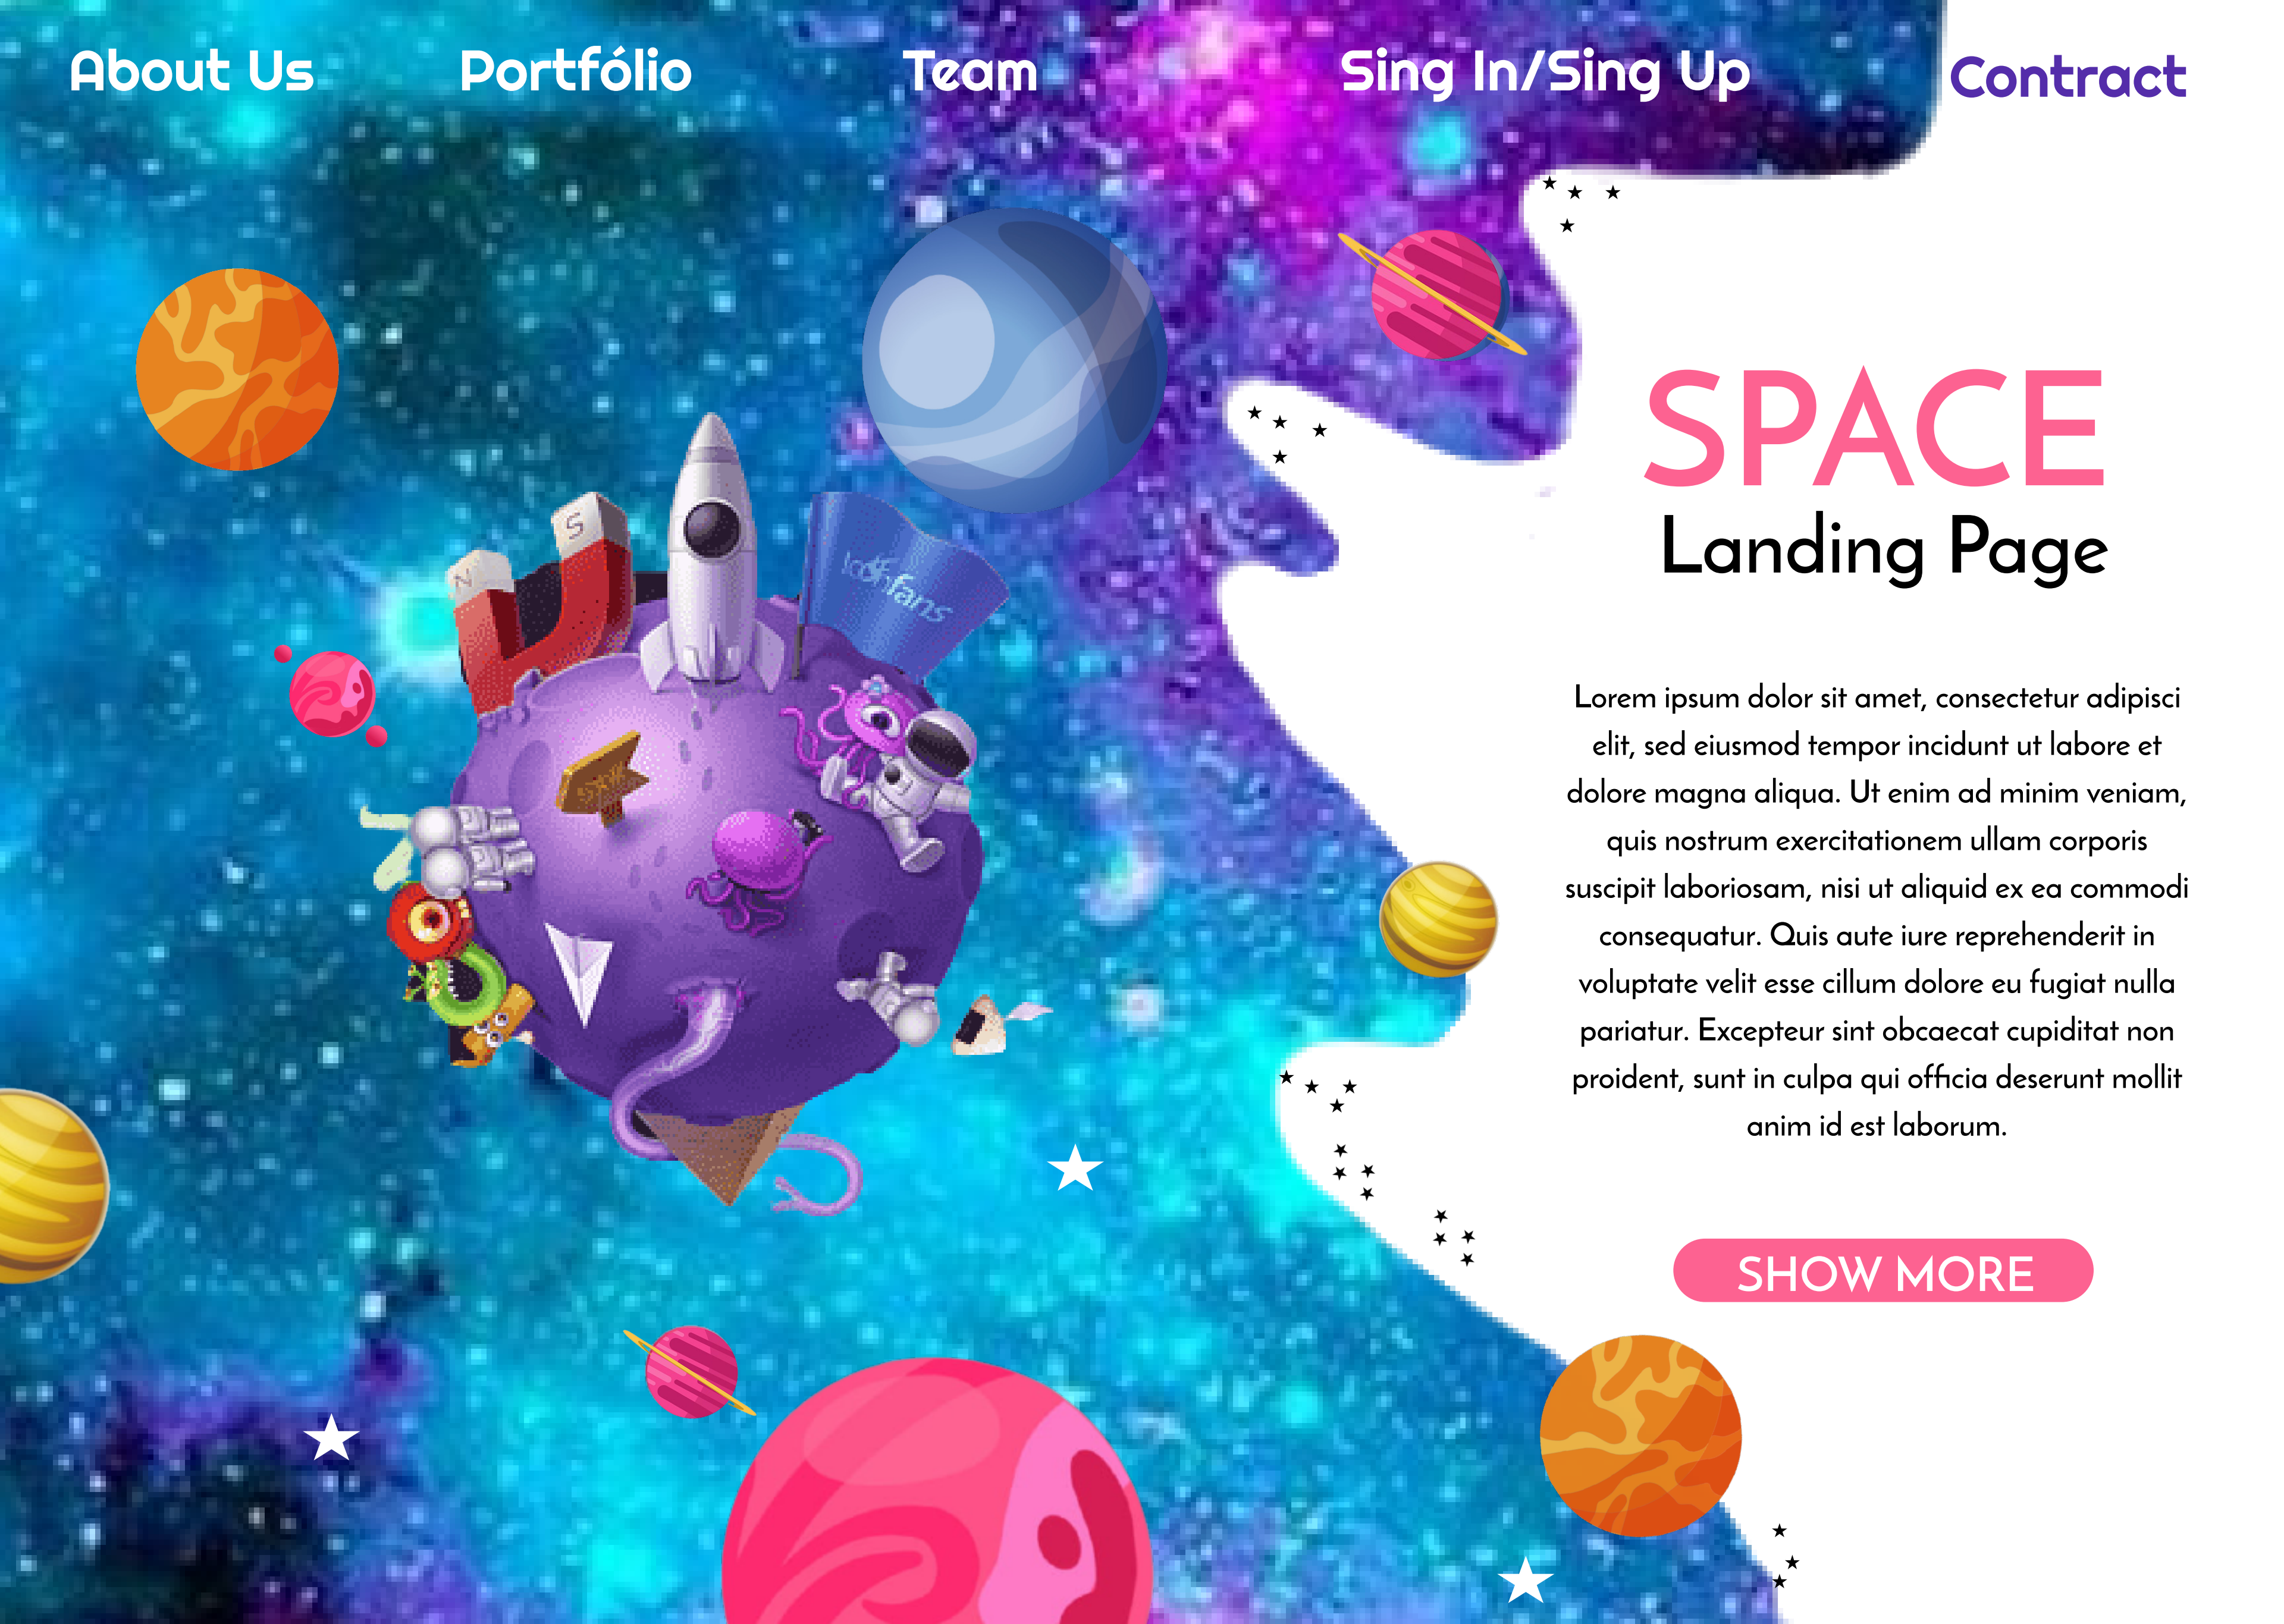 About Us
Portfólio
Team
Sing In/Sing Up
Contract
SPACE
Landing Page
S
N
fans
Lorem ipsum dolor sit amet, consectetur adipisci
elit, sed eiusmod tempor incidunt ut labore et
dolore magna aliqua. Ut enim ad minim veniam,
quis nostrum exercitationem ullam corporis
suscipit laboriosam, nisi ut aliquid ex ea commodi
consequatur. Quis aute iure reprehenderit in
voluptate velit esse cillum dolore eu fugiat nulla
pariatur. Excepteur sint obcaecat cupiditat non
proident, sunt in culpa qui officia deserunt mollit
anim id est laborum.
SHOW MORE